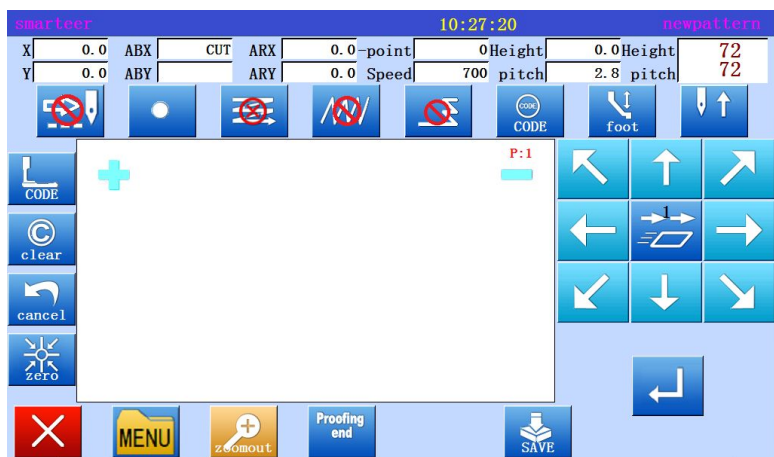 smarteer 10:27:20 newpattern
X 0.0 ABX CUT ARX 0.0 -point 0 Height 0.0 Height 72
Y 0.0 ABY ARY 0.0 Speed 700 pitch 2.8 pitch 72
CODE
CODE
foot
P:1
CODE
1
clear
cancel
zero
MENU
zoomout
Proofing
end
SAVE